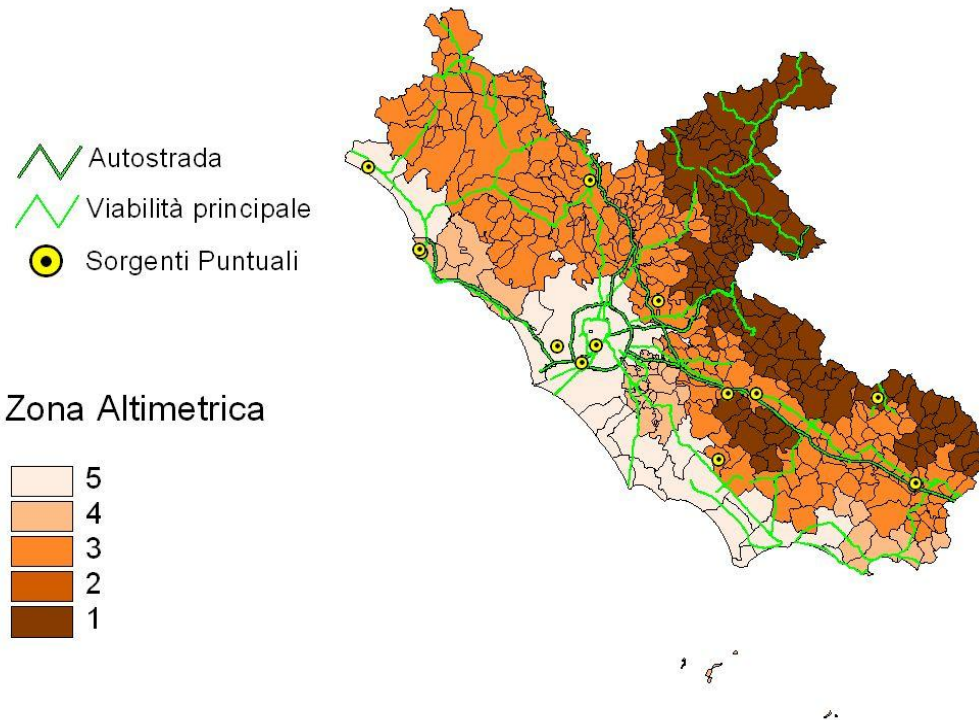 Autostrada
Viabilità principale
Sorgenti Puntuali
Zona Altimetrica
5
4
3
2
1